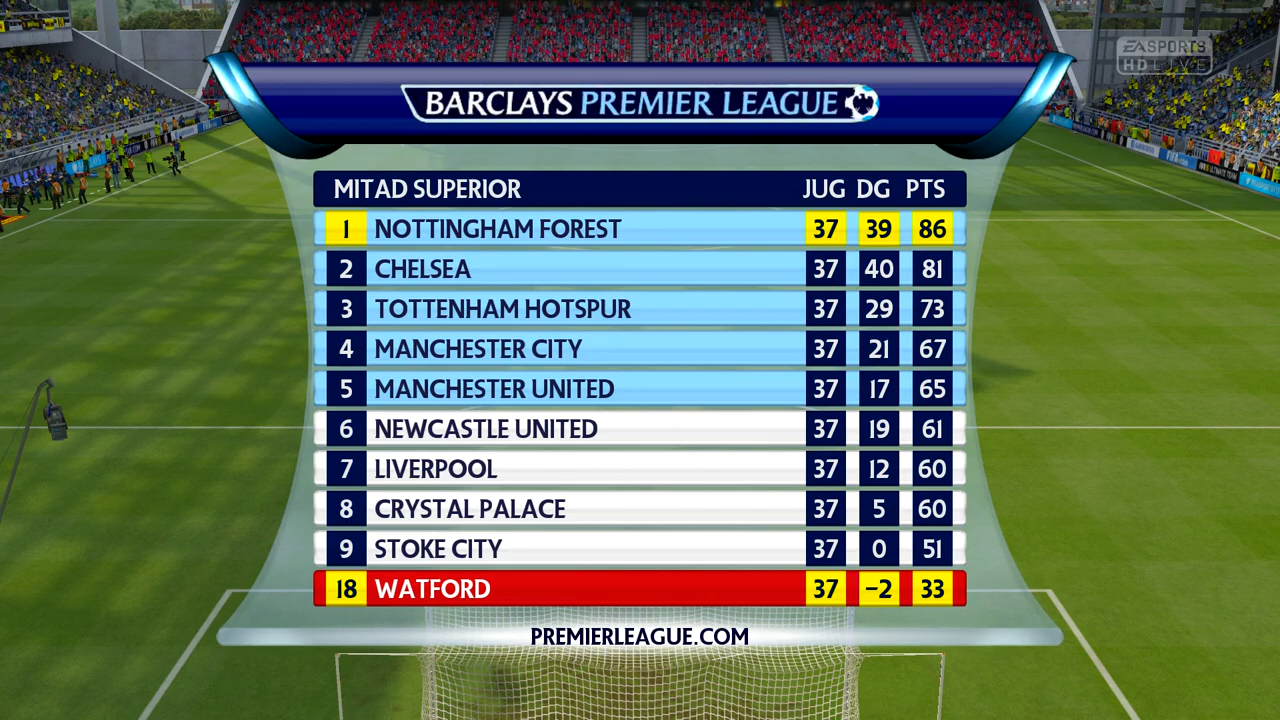 EA SPORTS
HD LIVE
BARCLAYS PREMIER LEAGUE
MITAD SUPERIOR JUG DG PTS
1 NOTTINGHAM FOREST 37 39 86
2 CHELSEA 37 40 81
3 TOTTENHAM HOTSPUR 37 29 73
4 MANCHESTER CITY 37 21 67
5 MANCHESTER UNITED 37 17 65
6 NEWCASTLE UNITED 37 19 61
7 LIVERPOOL 37 12 60
8 CRYSTAL PALACE 37 5 60
9 STOKE CITY 37 0 51
18 WATFORD 37 -2 33
PREMIERLEAGUE.COM